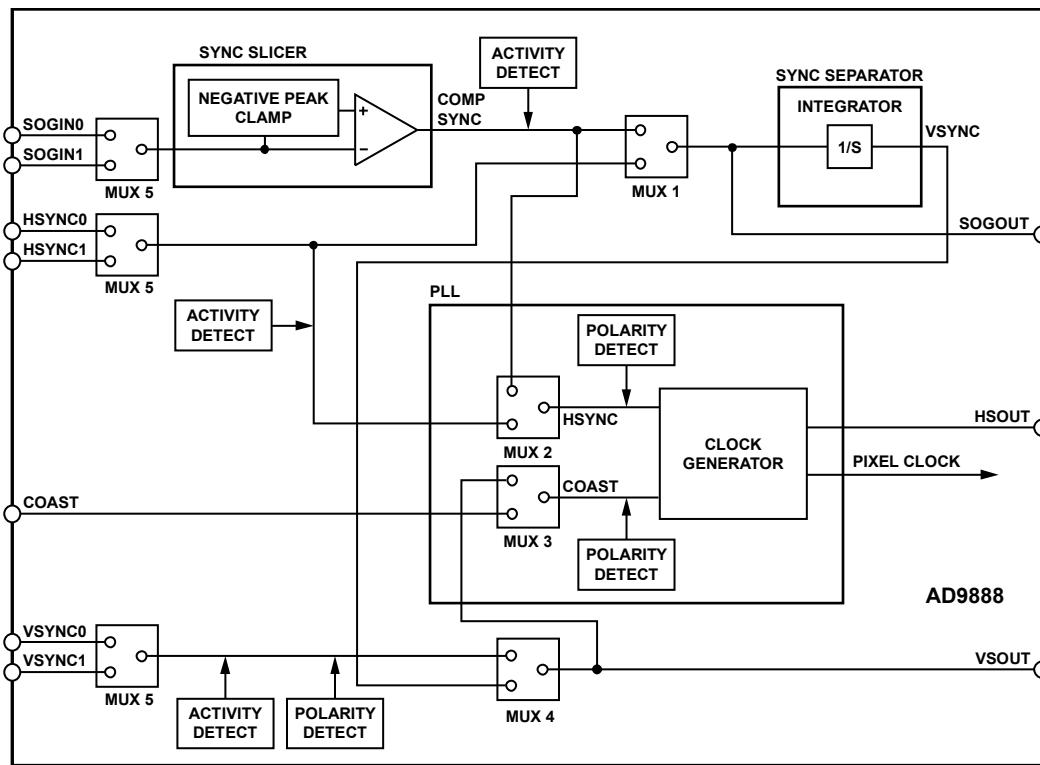 SYNC SLICER
NEGATIVE PEAK
CLAMP
+
−
COMP
SYNC
ACTIVITY
DETECT
SYNC SEPARATOR
INTEGRATOR
1/S
VSYNC
SOGIN0
SOGIN1
MUX 5
MUX 1
HSYNC0
HSYNC1
MUX 5
SOGOUT
ACTIVITY
DETECT
PLL
POLARITY
DETECT
HSYNC
MUX 2
CLOCK
GENERATOR
HSOUT
PIXEL CLOCK
COAST
COAST
MUX 3
POLARITY
DETECT
AD9888
VSYNC0
VSYNC1
MUX 5
ACTIVITY
DETECT
POLARITY
DETECT
MUX 4
VSOUT